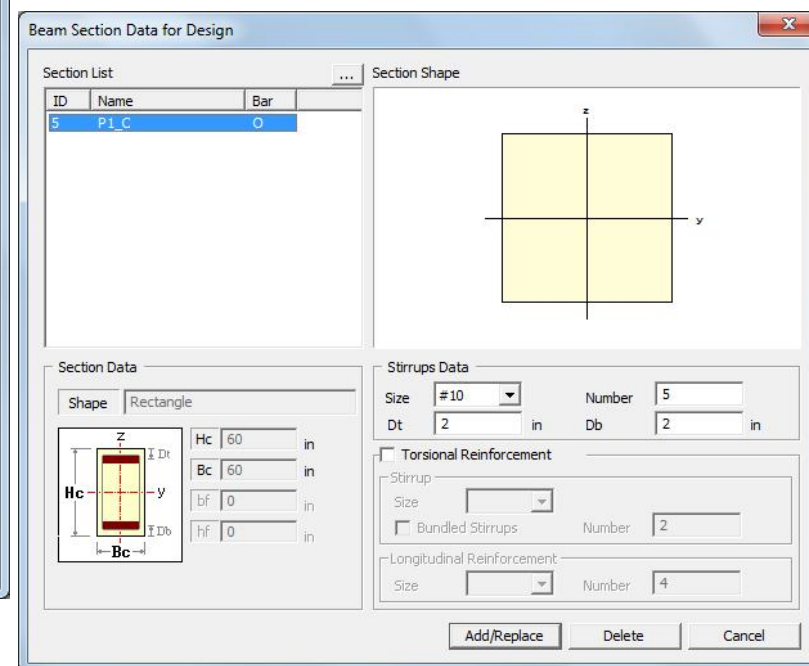 Beam Section Data for Design
X
Section List
...
Section Shape
ID Name Bar
5 P1_C O
z
y
Section Data
Shape Rectangle
Z
Dt
Hc
y
Db
Bc
Hc 60 in
Bc 60 in
bf 0 in
hf 0 in
Stirrups Data
Size #10 Number 5
Dt 2 in Db 2 in
Torsional Reinforcement
Stirrup
Size
Bundled Stirrups Number 2
Longitudinal Reinforcement
Size Number 4
Add/Replace Delete Cancel